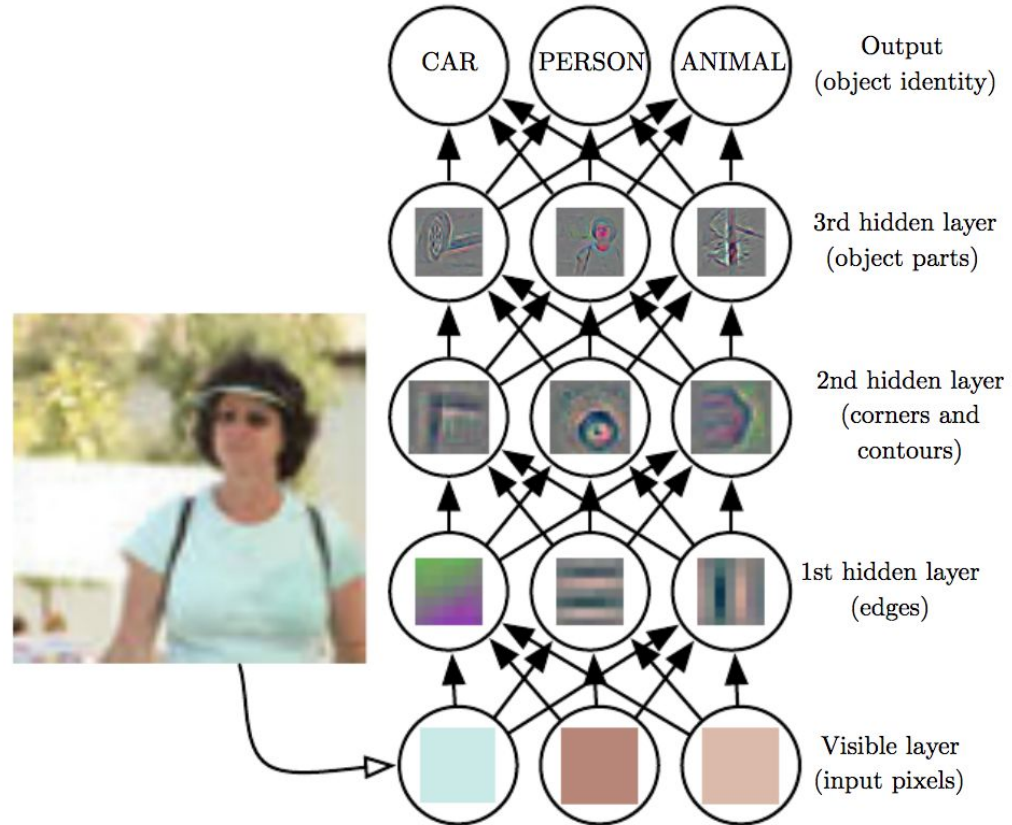 CAR
PERSON
ANIMAL
Output
(object identity)
3rd hidden layer
(object parts)
2nd hidden layer
(corners and
contours)
1st hidden layer
(edges)
Visible layer
(input pixels)